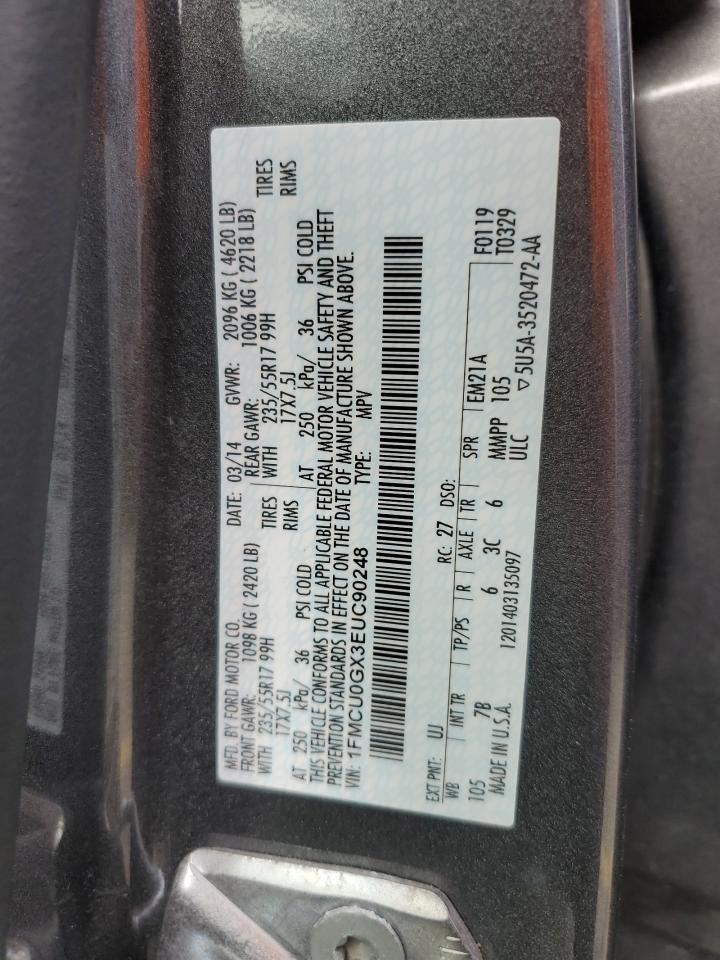 MFD. BY FORD MOTOR CO.
DATE: 03/14 GVWR: 2096 KG ( 4620 LB)
FRONT GAWR: 1098 KG ( 2420 LB) REAR GAWR: 1006 KG ( 2218 LB)
WITH 235/55R17 99H TIRES WITH 235/55R17 99H TIRES
17X7.5J RIMS 17X7.5J RIMS
AT 250 kPa/ 36 PSI COLD AT 250 kPa/ 36 PSI COLD
THIS VEHICLE CONFORMS TO ALL APPLICABLE FEDERAL MOTOR VEHICLE SAFETY AND THEFT
PREVENTION STANDARDS IN EFFECT ON THE DATE OF MANUFACTURE SHOWN ABOVE.
VIN: 1FMCU0GX3EUC90248 TYPE: MPV
EXT PNT: UJ RC: 27 DSO:
WB INT TR TP/PS R AXLE TR SPR EM21A F0119
105 7B 6 3C 6 MMPP 105 T0329
MADE IN U.S.A. 1201403135097 ULC ▽5U5A-3520472-AA